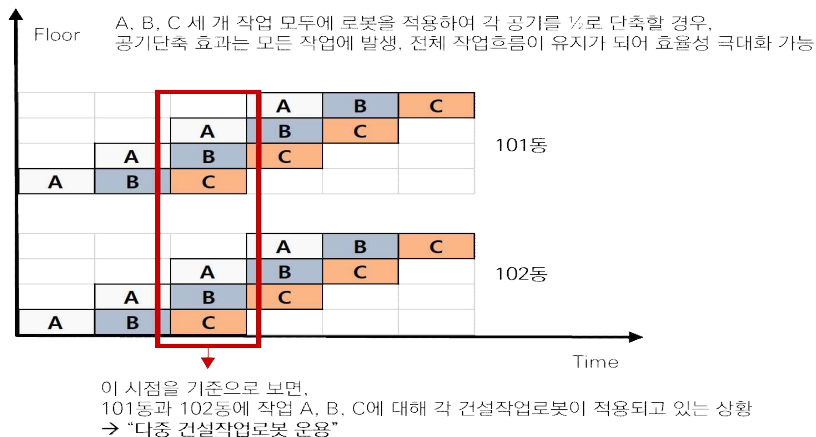 Floor
A, B, C 세 개 작업 모두에 로봇을 적용하여 각 공기를 ½로 단축할 경우,
공기단축 효과는 모든 작업에 발생, 전체 작업흐름이 유지가 되어 효율성 극대화 가능
A B C
A B C
101동
A B C
A B C
A B C
A B C
102동
A B C
A B C
Time
이 시점을 기준으로 보면,
101동과 102동에 작업 A, B, C에 대해 각 건설작업로봇이 적용되고 있는 상황
→ "다중 건설작업로봇 운용"